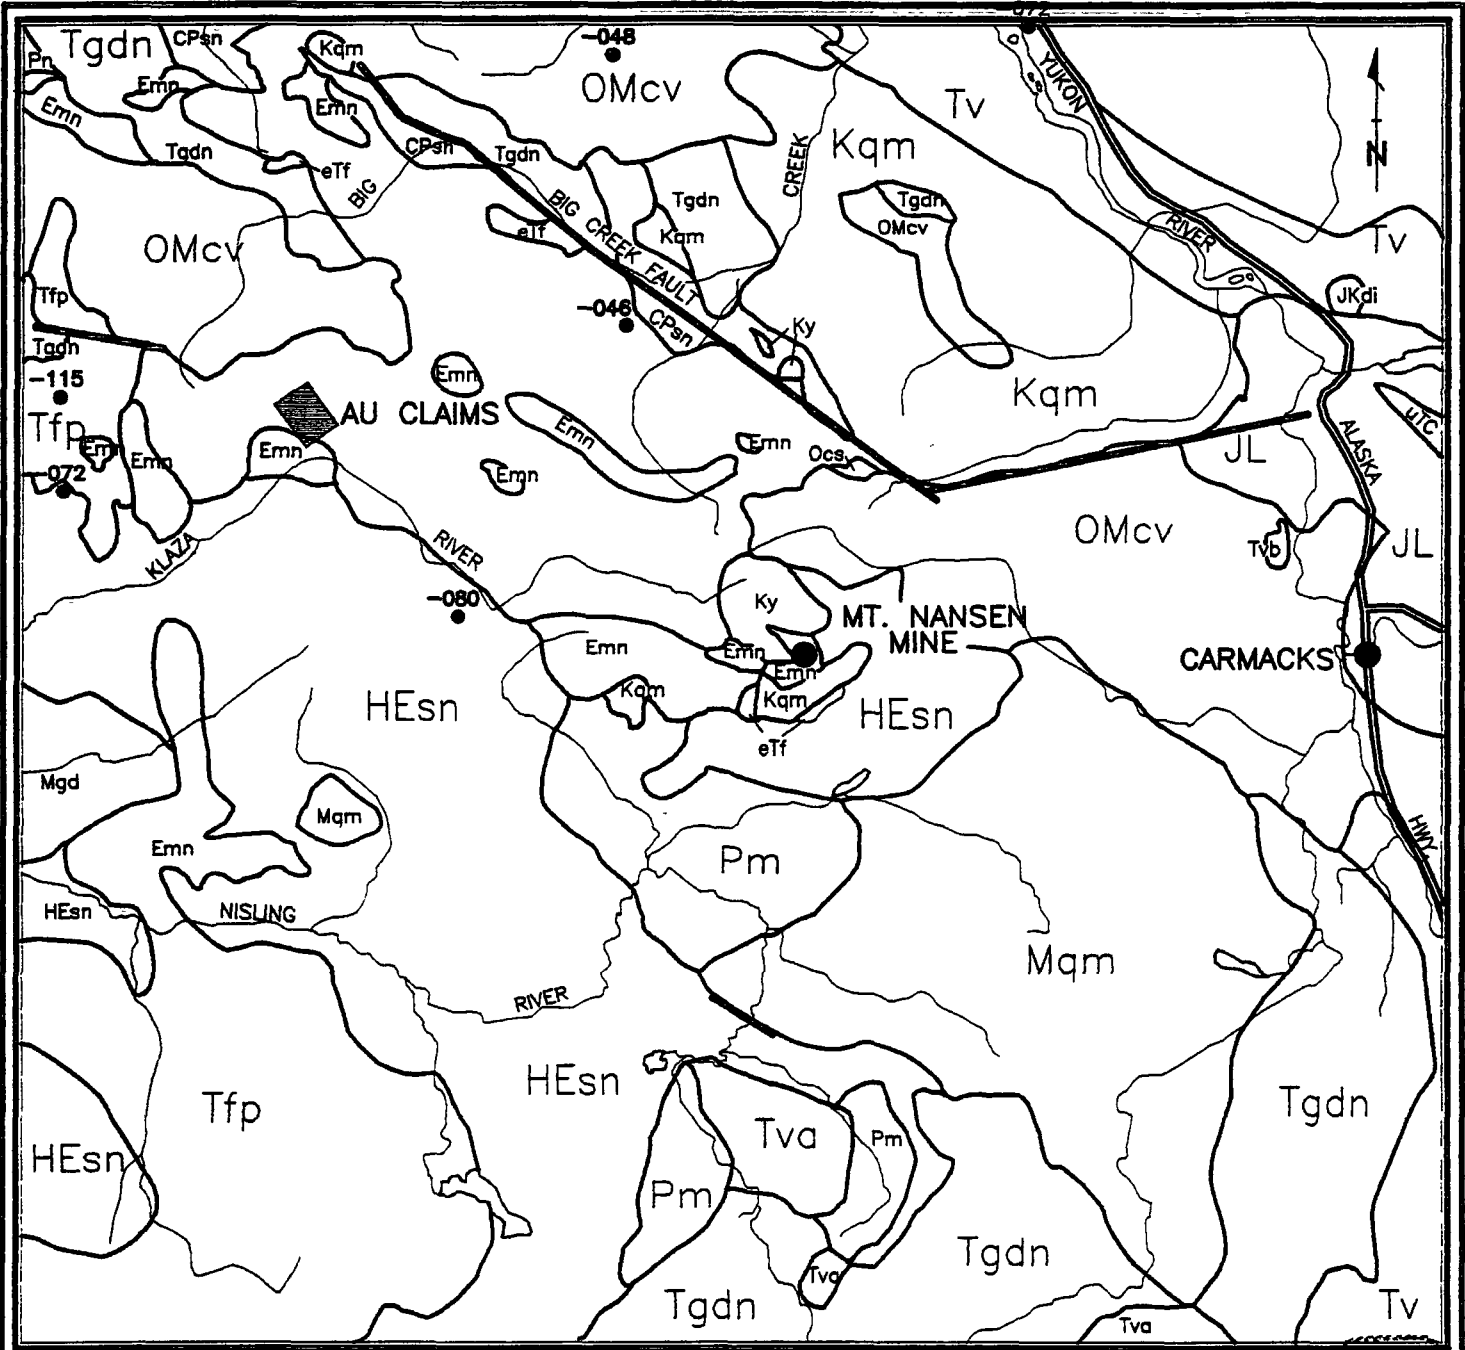 -072
Tgdn
CPsn
Kqm
-048
Pn
Emn
Emn
OMcv
YUKON
Tv
Emn
Tgdn
CPsn
Tgdn
Kqm
CREEK
N
eTf
BIG
Tgdn
Tgdn
OMcv
BIG CREEK FAULT
RIVER
OMcv
eTf
Kqm
Tv
Tfp
-046
CPsn
Ky
JKdi
Tgdn
-115
Emn
Kqm
AU CLAIMS
Tfp
Emn
uTC
Emn
Emn
Emn
Emn
Ocs
JL
ALASKA
-072
Emn
OMcv
JL
Tvb
KLAZA
RIVER
-080
Ky
MT. NANSEN
MINE
Emn
Emn
Emn
CARMACKS
HEsn
Kqm
Kqm
HEsn
eTf
Mgd
Mqm
HWY
Emn
Pm
HEsn
NISLING
Mqm
RIVER
HEsn
Tfp
Tgdn
Tva
Pm
HEsn
Pm
Tgdn
Tva
Tgdn
Tv
Tva